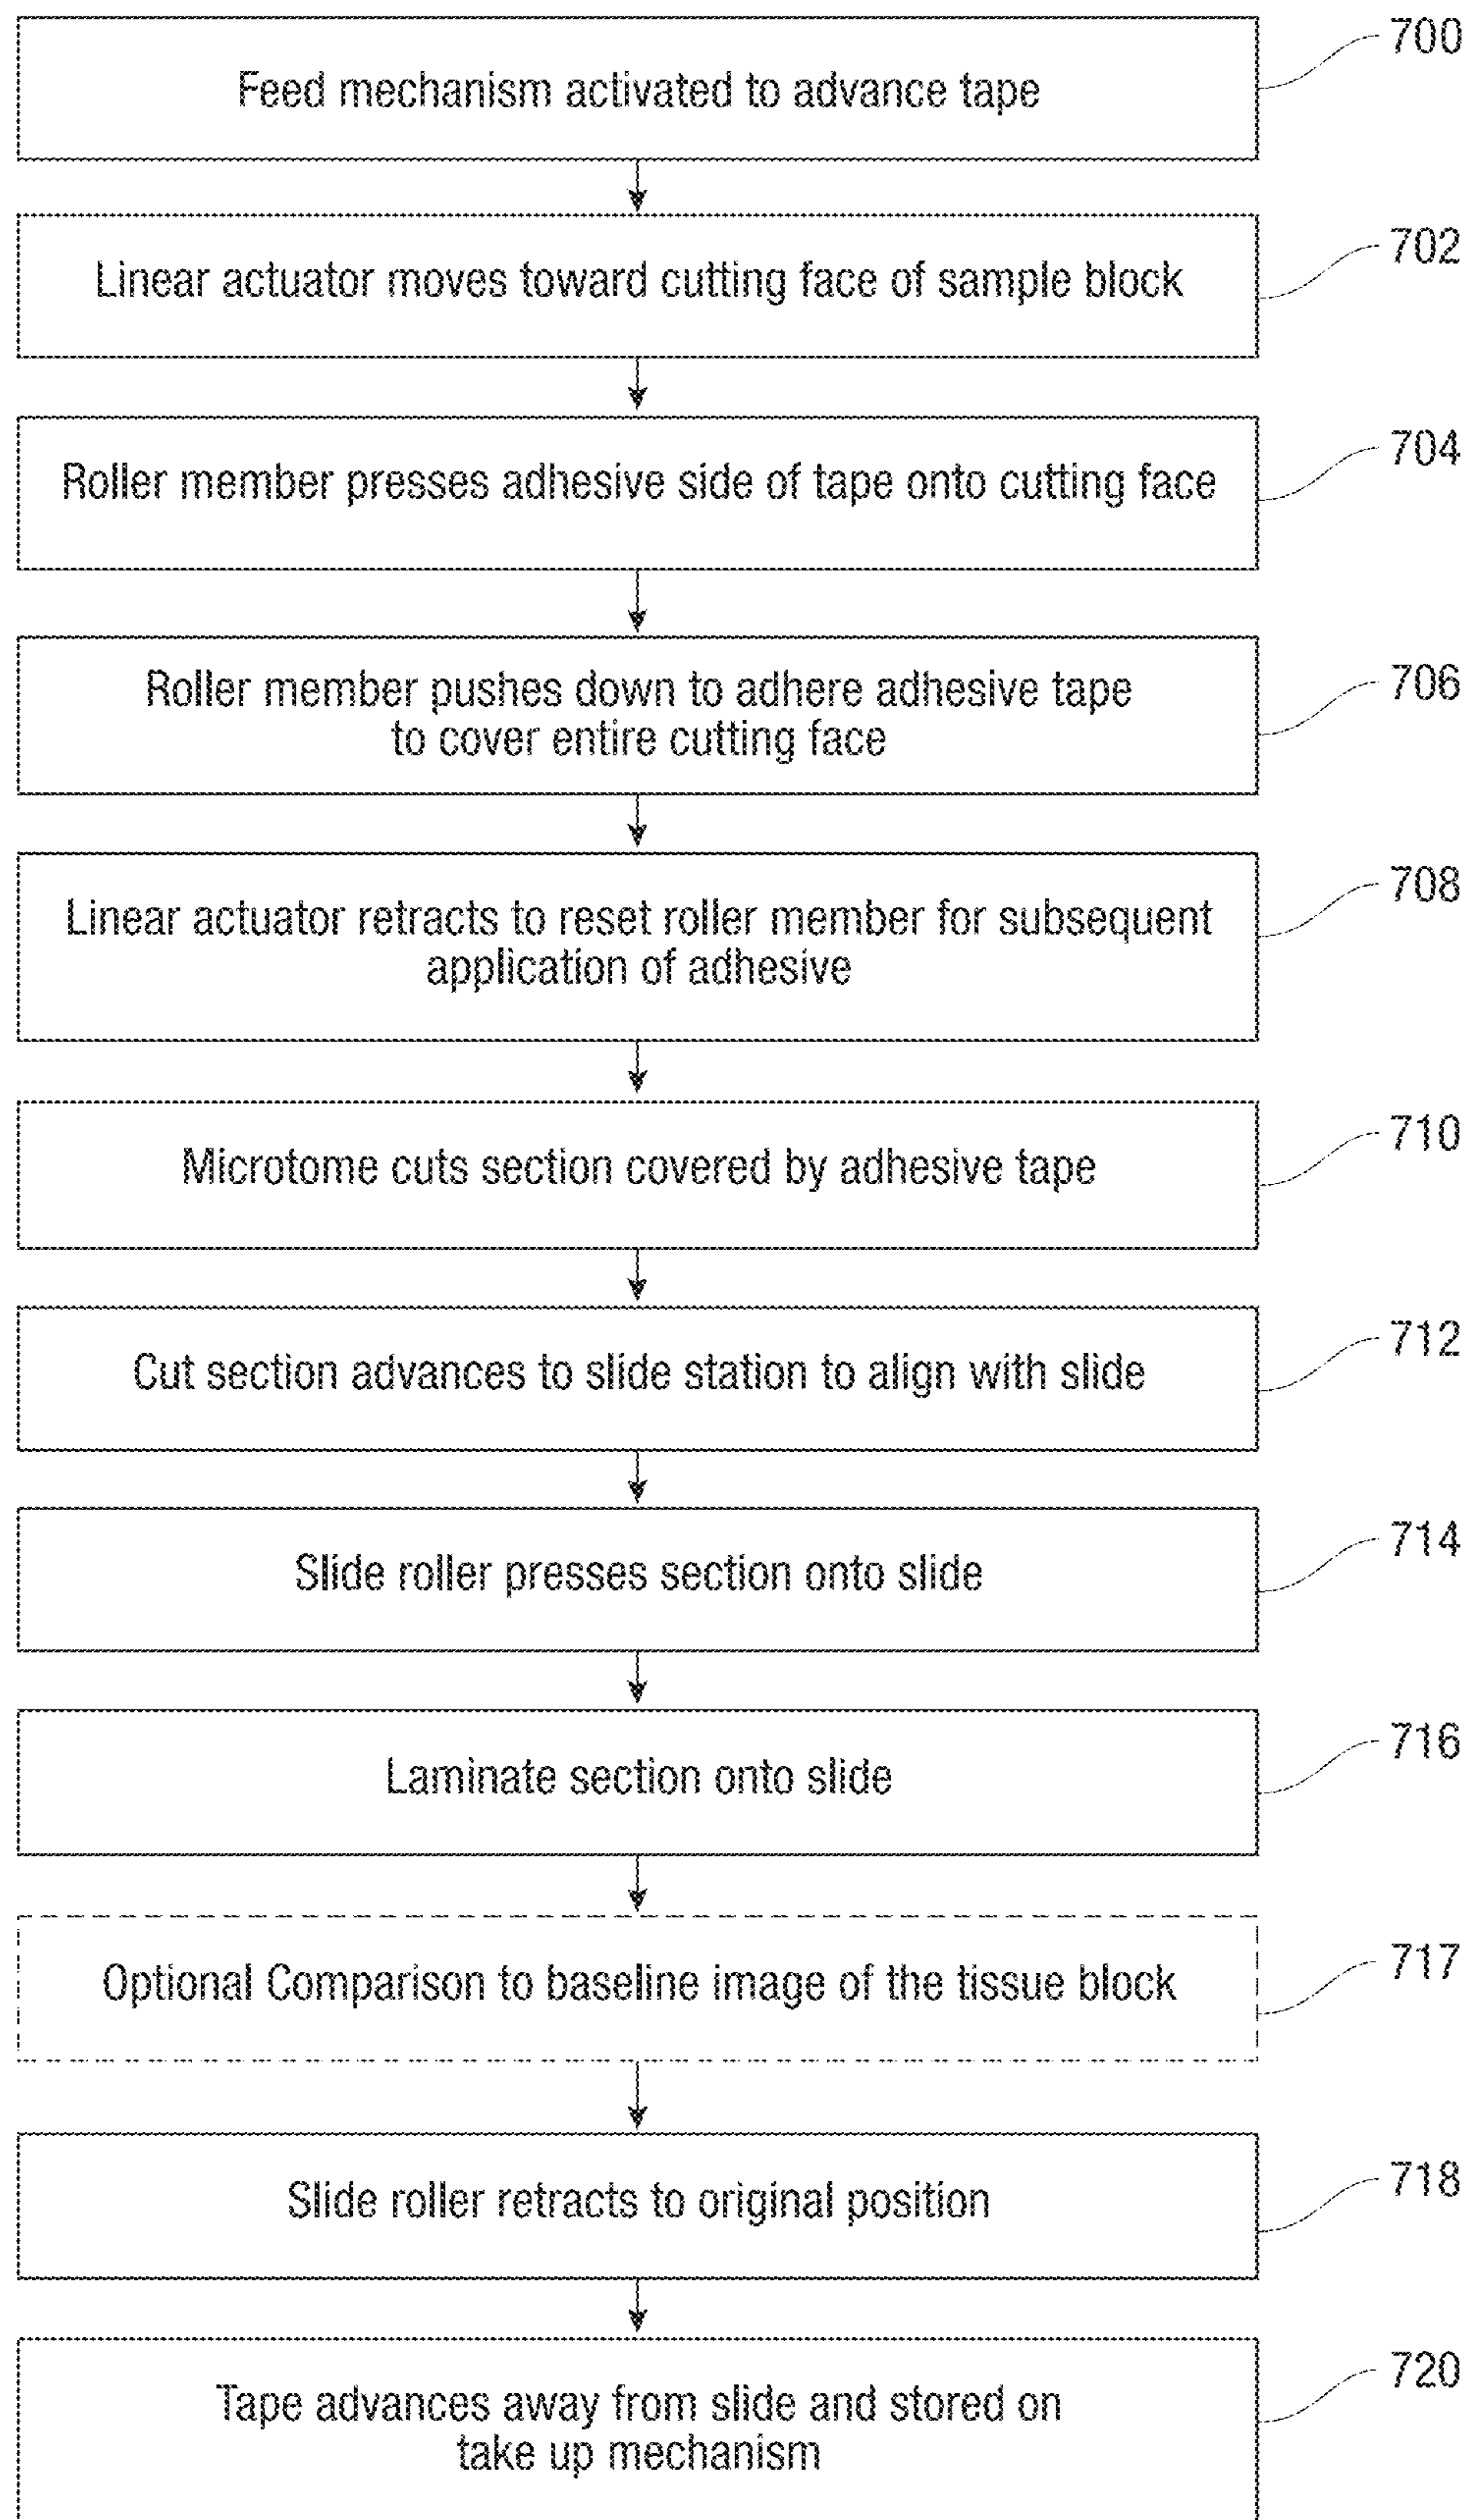 700
Feed mechanism activated to advance tape
702
Linear actuator moves toward cutting face of sample block
704
Roller member presses adhesive side of tape onto cutting face
706
Roller member pushes down to adhere adhesive tape
to cover entire cutting face
708
Linear actuator retracts to reset roller member for subsequent
application of adhesive
710
Microtome cuts section covered by adhesive tape
712
Cut section advances to slide station to align with slide
714
Slide roller presses section onto slide
716
Laminate section onto slide
717
Optional Comparison to baseline image of the tissue block
718
Slide roller retracts to original position
720
Tape advances away from slide and stored on
take up mechanism